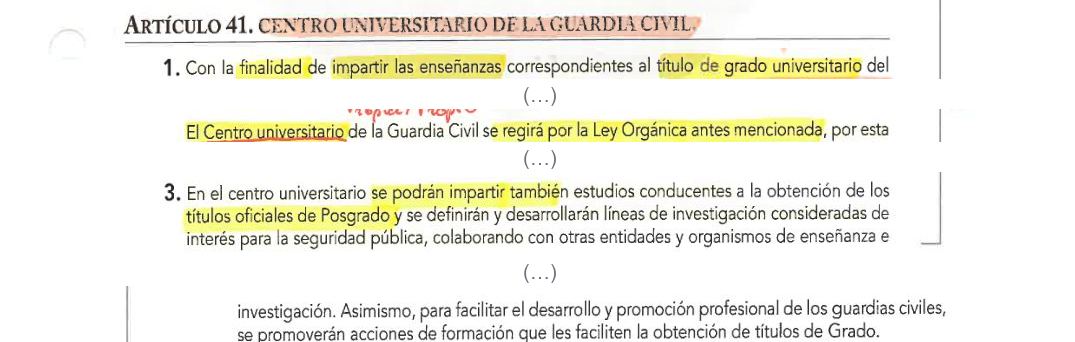 ARTÍCULO 41. CENTRO UNIVERSITARIO DE LA GUARDIA CIVIL.
1. Con la finalidad de impartir las enseñanzas correspondientes al título de grado universitario del
(...)
El Centro universitario de la Guardia Civil se regirá por la Ley Orgánica antes mencionada, por esta
(...)
3. En el centro universitario se podrán impartir también estudios conducentes a la obtención de los
títulos oficiales de Posgrado y se definirán y desarrollarán líneas de investigación consideradas de
interés para la seguridad pública, colaborando con otras entidades y organismos de enseñanza e
(...)
investigación. Asimismo, para facilitar el desarrollo y promoción profesional de los guardias civiles,
se promoverán acciones de formación que les faciliten la obtención de títulos de Grado.